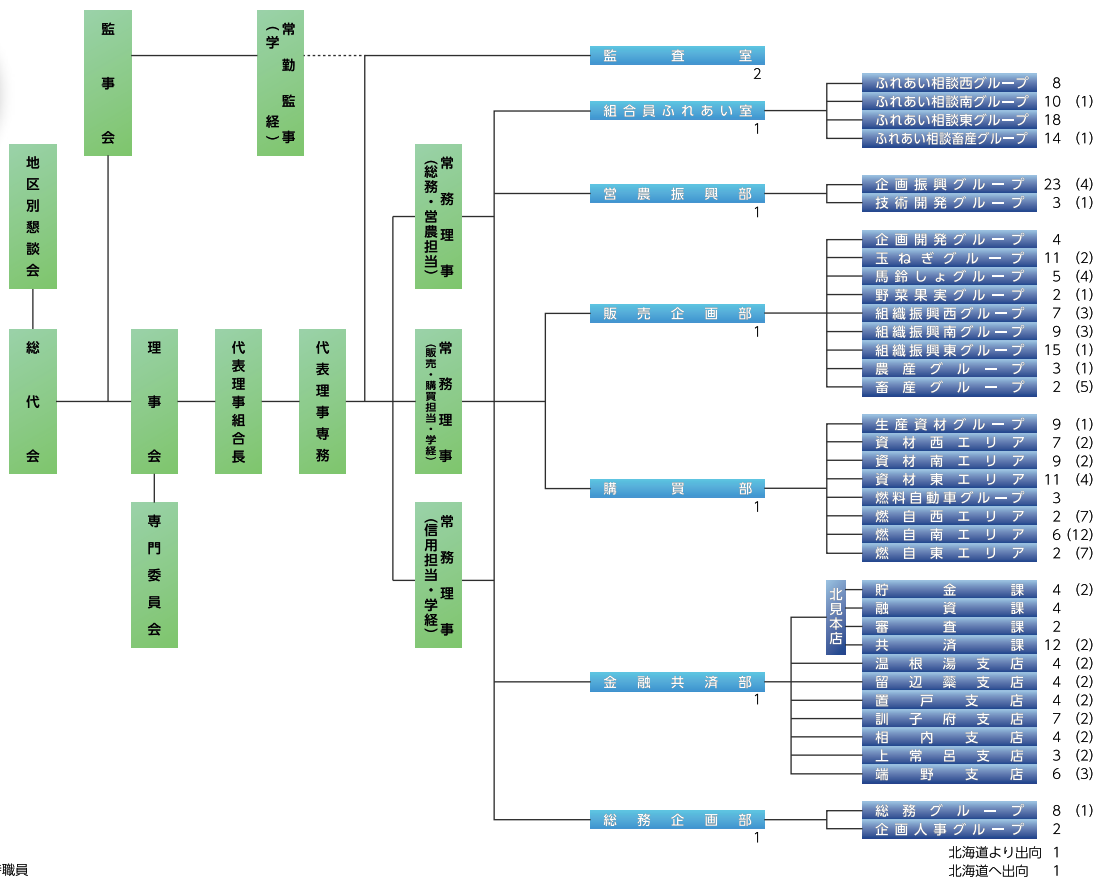 監事会
常勤監事
(学経)
地区別懇談会
総代会
理事会
専門委員会
代表理事組合長
代表理事専務
常務理事
(総務・営農担当)
常務理事
(販売・購買担当・学経)
常務理事
(信用担当・学経)
監査室
2
組合員ふれあい室
1
ふれあい相談西グループ 8
ふれあい相談南グループ 10 (1)
ふれあい相談東グループ 18
ふれあい相談畜産グループ 14 (1)
営農振興部
1
企画振興グループ 23 (4)
技術開発グループ 3 (1)
販売企画部
1
企画開発グループ 4
玉ねぎグループ 11 (2)
馬鈴しょグループ 5 (4)
野菜果実グループ 2 (1)
組織振興西グループ 7 (3)
組織振興南グループ 9 (3)
組織振興東グループ 15 (1)
農産グループ 3 (1)
畜産グループ 2 (5)
購買部
1
生産資材グループ 9 (1)
資材西エリア 7 (2)
資材南エリア 9 (2)
資材東エリア 11 (4)
燃料自動車グループ 3
燃自西エリア 2 (7)
燃自南エリア 6 (12)
燃自東エリア 2 (7)
金融共済部
1
北見本店
貯金課 4 (2)
融資課 4
審査課 2
共済課 12 (2)
温根湯支店 4 (2)
留辺蘂支店 4 (2)
置戸支店 4 (2)
訓子府支店 7 (2)
相内支店 4 (2)
上常呂支店 3 (2)
端野支店 6 (3)
総務企画部
1
総務グループ 8 (1)
企画人事グループ 2
北海道より出向 1
北海道へ出向 1
職員